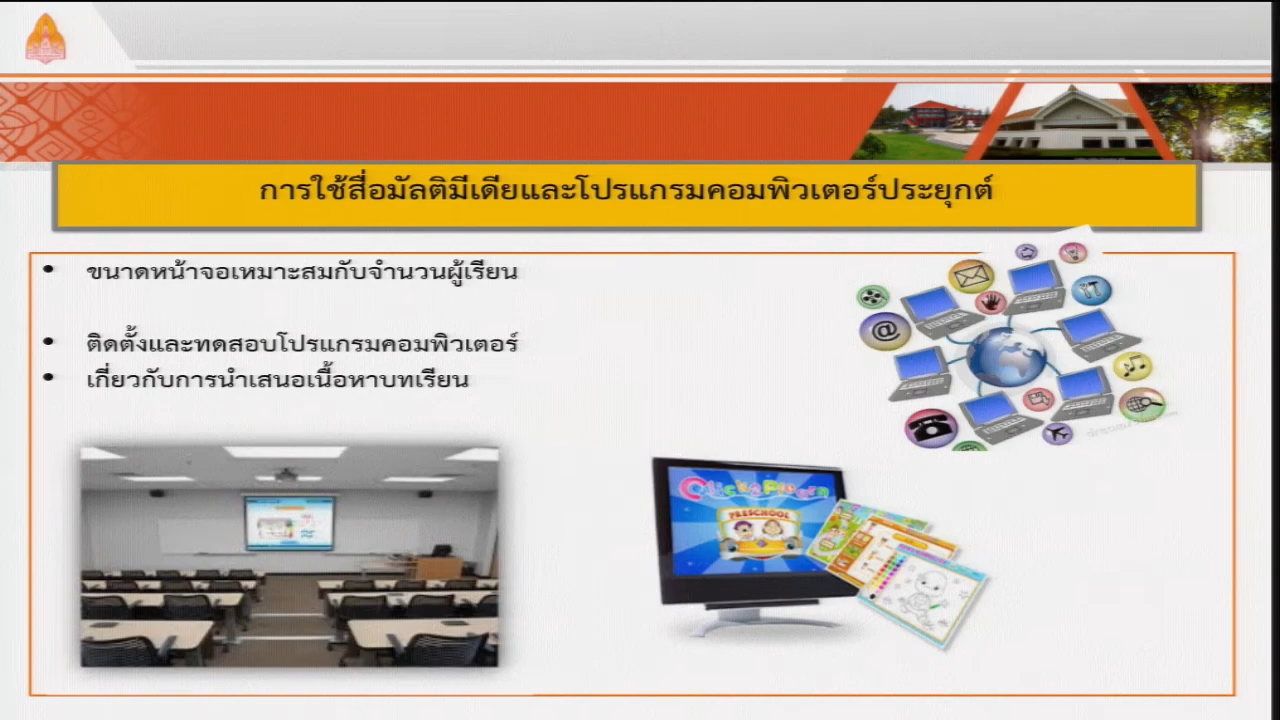 การใช้สื่อมัลติมีเดียและโปรแกรมคอมพิวเตอร์ประยุกต์
ขนาดหน้าจอเหมาะสมกับจำนวนผู้เรียน
ติดตั้งและทดสอบโปรแกรมคอมพิวเตอร์
เกี่ยวกับการนำเสนอเนื้อหาบทเรียน
PRESCHOOL